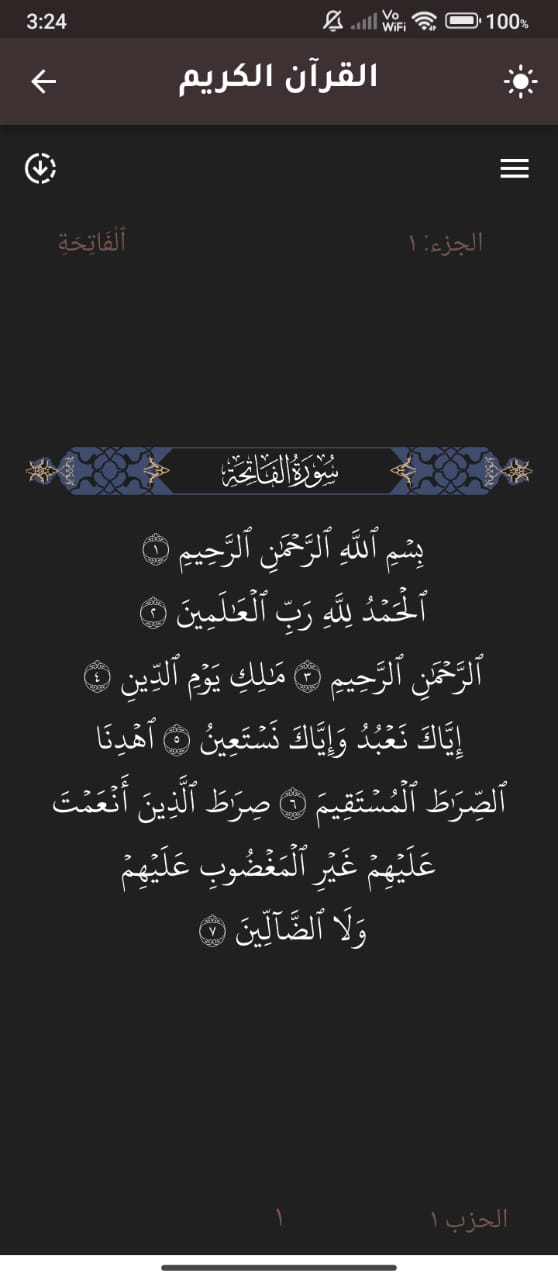 3:24 Vo WiFi 100%
القرآن الكريم
الجزء: ١ ٱلْفَاتِحَةِ
سُورَةُ الفَاتِحَةِ
بِسْمِ ٱللَّهِ ٱلرَّحْمَٰنِ ٱلرَّحِيمِ ١
ٱلْحَمْدُ لِلَّهِ رَبِّ ٱلْعَٰلَمِينَ ٢
ٱلرَّحْمَٰنِ ٱلرَّحِيمِ ٣ مَٰلِكِ يَوْمِ ٱلدِّينِ ٤
إِيَّاكَ نَعْبُدُ وَإِيَّاكَ نَسْتَعِينُ ٥ ٱهْدِنَا
ٱلصِّرَٰطَ ٱلْمُسْتَقِيمَ ٦ صِرَٰطَ ٱلَّذِينَ أَنْعَمْتَ
عَلَيْهِمْ غَيْرِ ٱلْمَغْضُوبِ عَلَيْهِمْ
وَلَا ٱلضَّآلِّينَ ٧
الحزب ١ ١